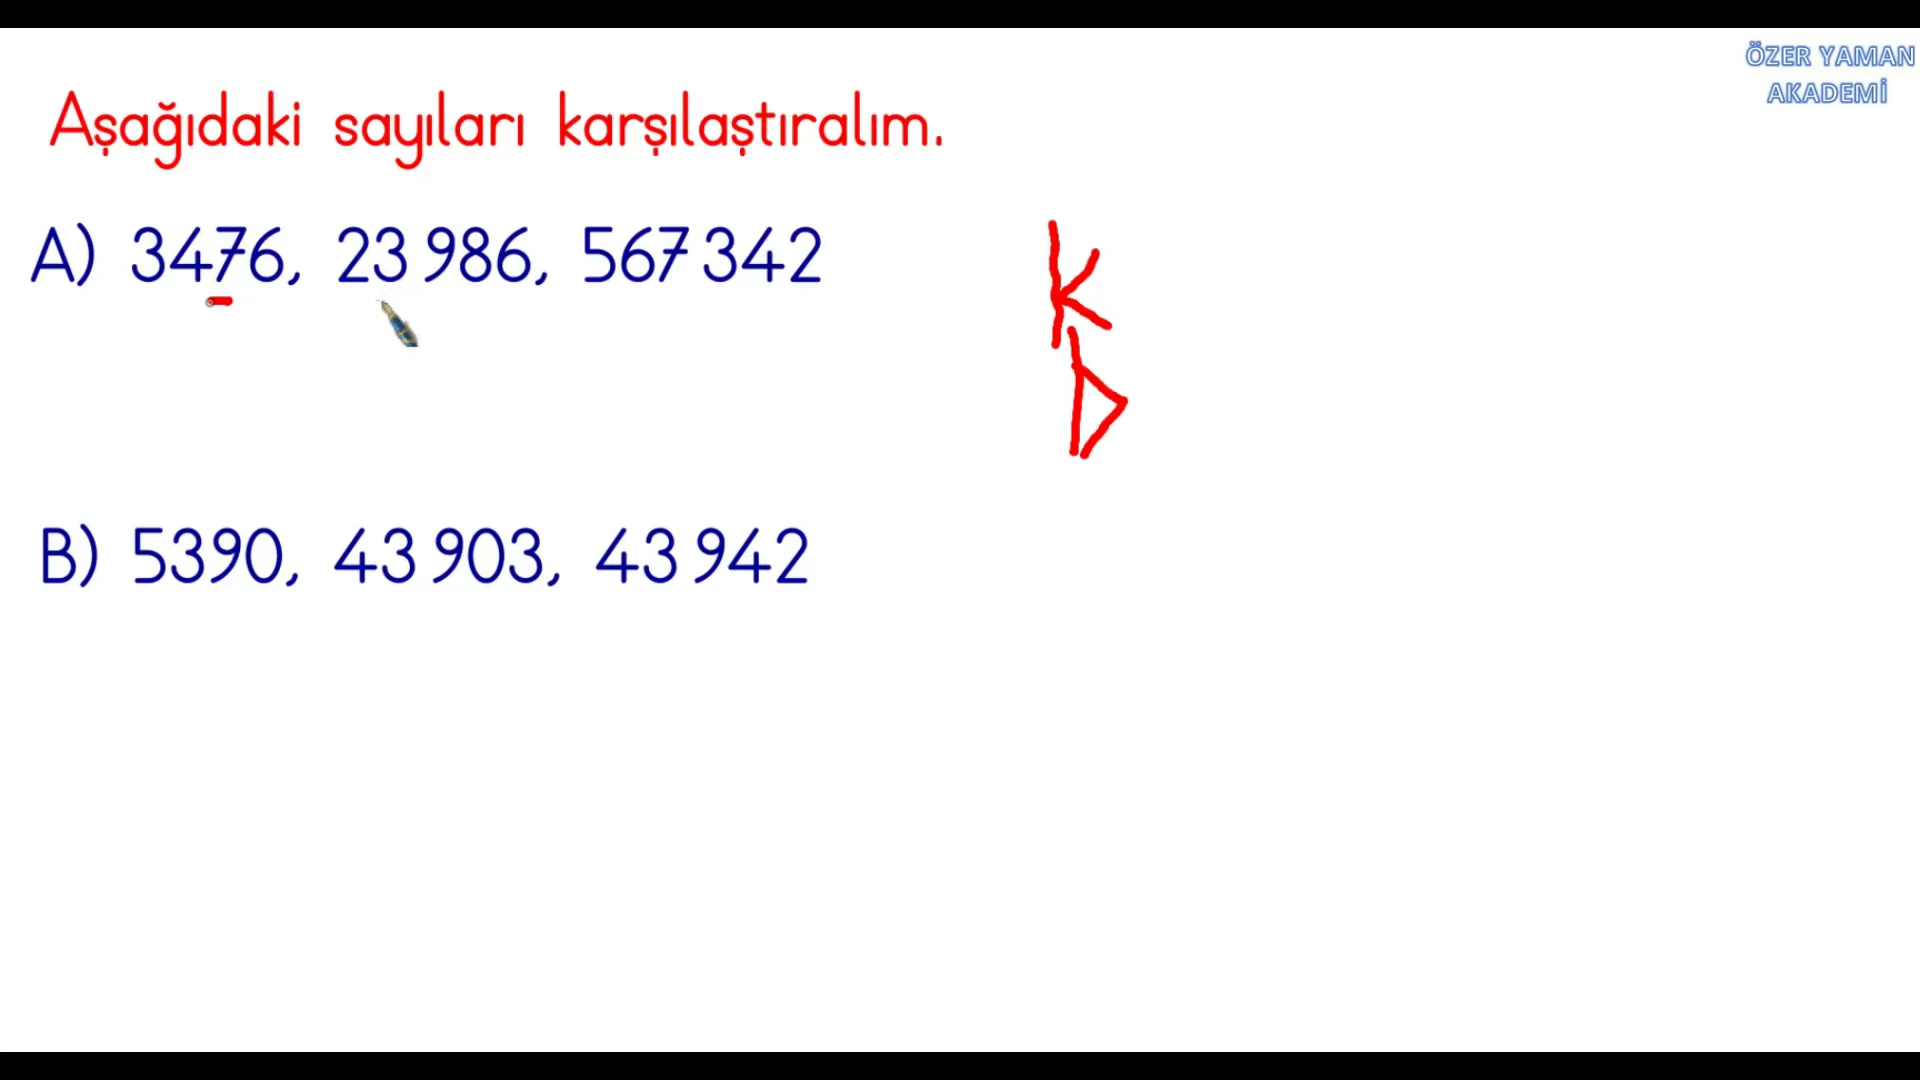 ÖZER YAMAN
AKADEMİ
Aşağıdaki sayıları karşılaştıralım.
A) 3476, 23 986, 567 342
K
D
B) 5390, 43 903, 43 942